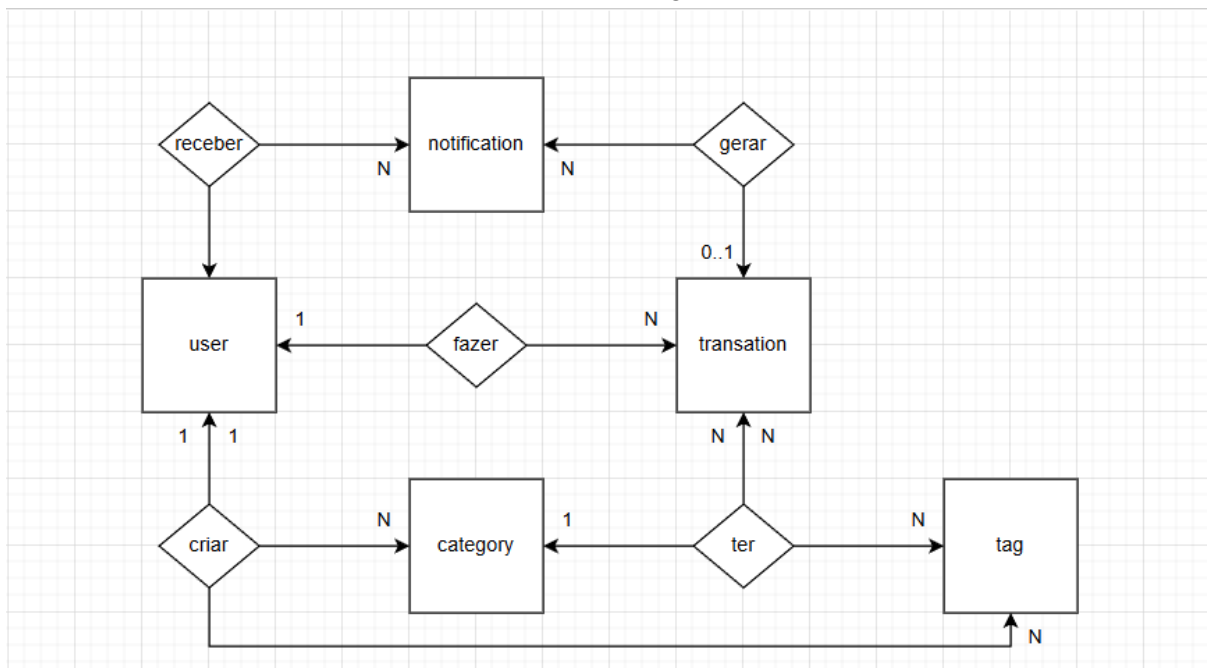 receber
notification
gerar
N
N
0..1
user
1
fazer
N
transation
1
1
N
N
criar
N
category
1
ter
N
tag
N